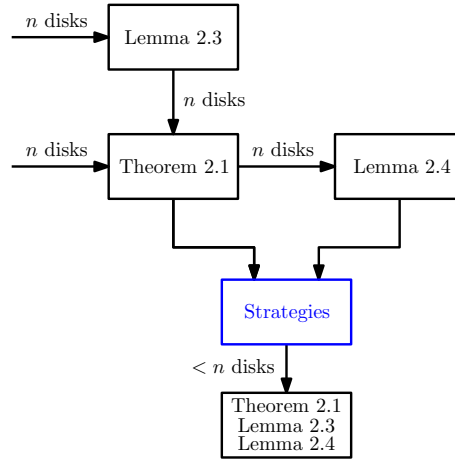 n disks
Lemma 2.3
n disks
n disks
Theorem 2.1
n disks
Lemma 2.4
Strategies
< n disks
Theorem 2.1
Lemma 2.3
Lemma 2.4